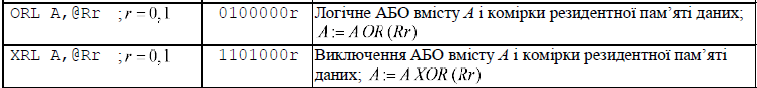 ORL A,@Rr ;r = 0,1 0100000r Логічне АБО вмісту A і комірки резидентної пам’яті даних;
A := A OR (Rr)
XRL A,@Rr ;r = 0,1 1101000r Виключення АБО вмісту A і комірки резидентної пам’яті
даних; A := A XOR (Rr)